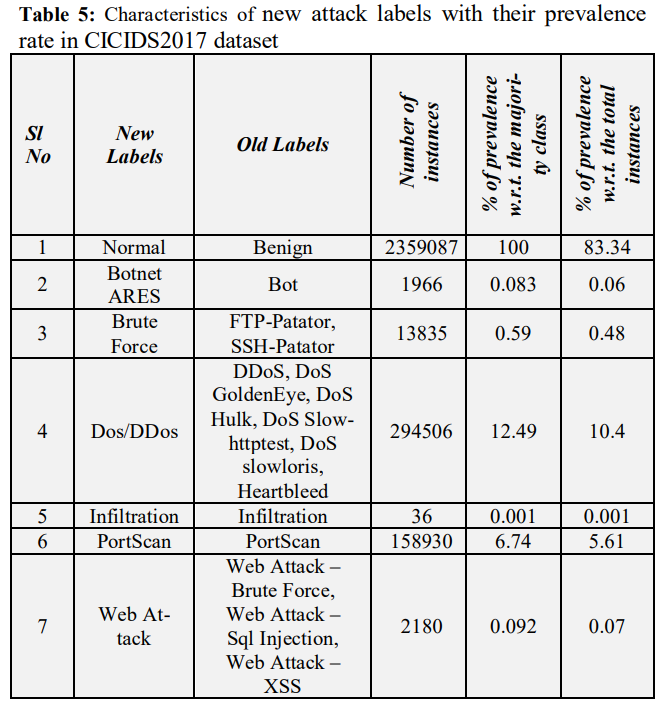 Table 5: Characteristics of new attack labels with their prevalence
rate in CICIDS2017 dataset
Sl
No
New
Labels
Old Labels
Number of
instances
% of prevalence
w.r.t. the majori-
ty class
% of prevalence
w.r.t. the total
instances
1 Normal Benign 2359087 100 83.34
2 Botnet
ARES Bot 1966 0.083 0.06
3 Brute
Force FTP-Patator,
SSH-Patator 13835 0.59 0.48
4 Dos/DDos DDoS, DoS
GoldenEye, DoS
Hulk, DoS Slow-
httptest, DoS
slowloris,
Heartbleed 294506 12.49 10.4
5 Infiltration Infiltration 36 0.001 0.001
6 PortScan PortScan 158930 6.74 5.61
7 Web At-
tack Web Attack –
Brute Force,
Web Attack –
Sql Injection,
Web Attack –
XSS 2180 0.092 0.07